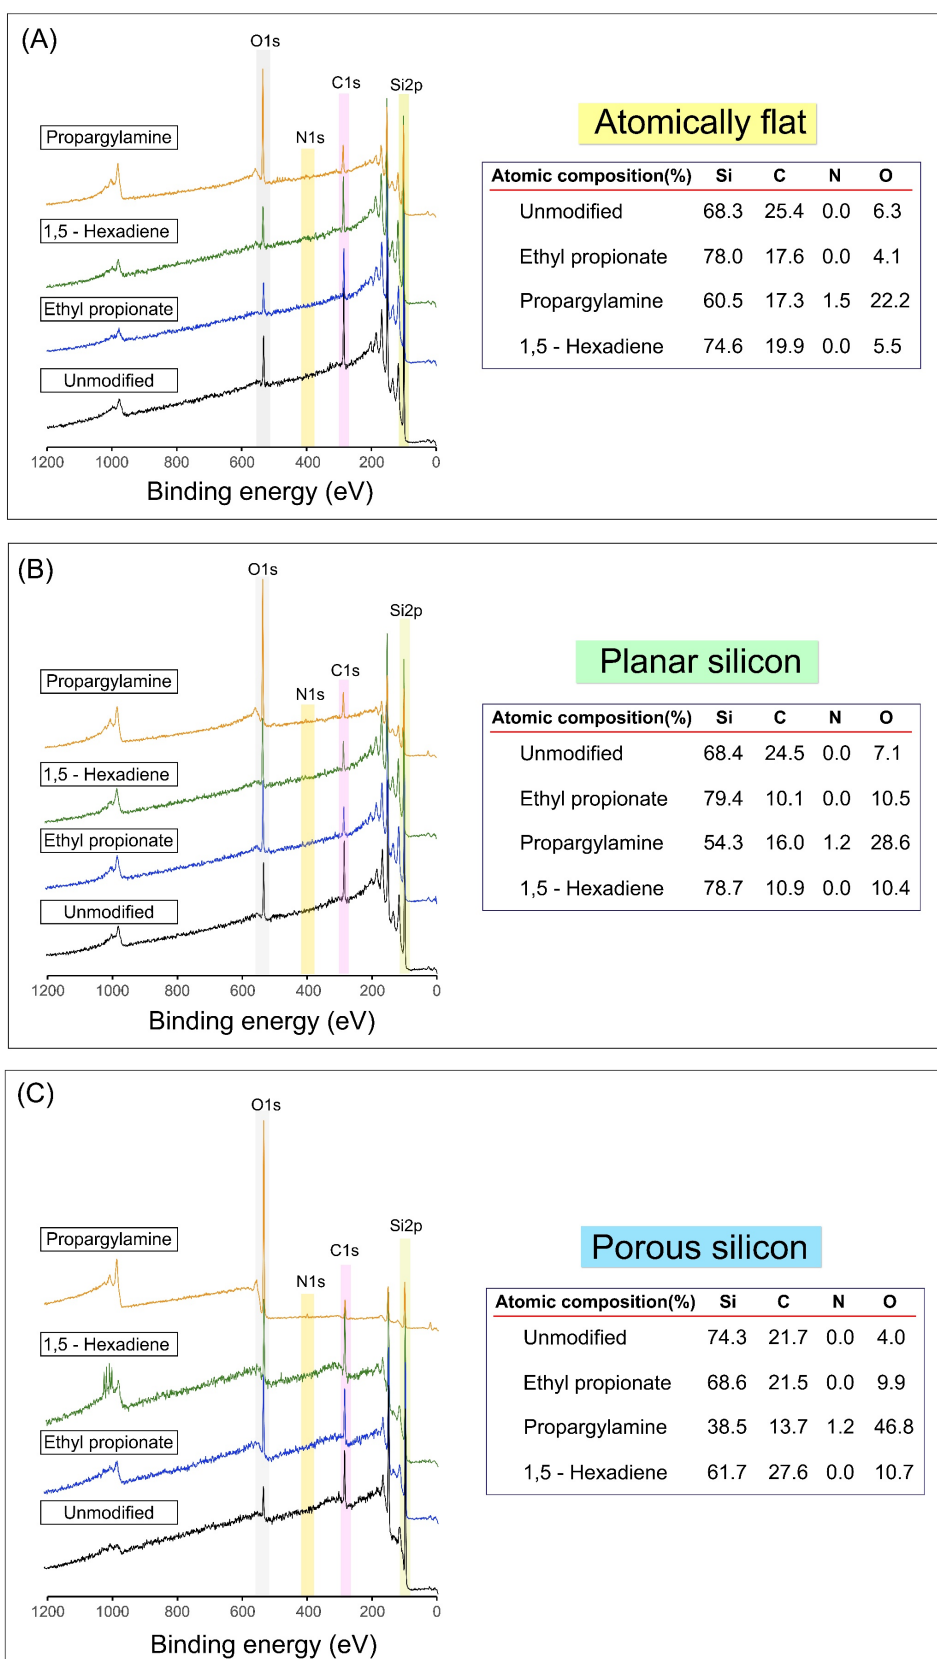 (A)
O1s
C1s
Si2p
N1s
Propargylamine
1,5 - Hexadiene
Ethyl propionate
Unmodified
1200 1000 800 600 400 200 0
Binding energy (eV)
Atomically flat
Atomic composition(%) Si C N O
Unmodified 68.3 25.4 0.0 6.3
Ethyl propionate 78.0 17.6 0.0 4.1
Propargylamine 60.5 17.3 1.5 22.2
1,5 - Hexadiene 74.6 19.9 0.0 5.5
(B)
O1s
Si2p
C1s
N1s
Propargylamine
1,5 - Hexadiene
Ethyl propionate
Unmodified
1200 1000 800 600 400 200 0
Binding energy (eV)
Planar silicon
Atomic composition(%) Si C N O
Unmodified 68.4 24.5 0.0 7.1
Ethyl propionate 79.4 10.1 0.0 10.5
Propargylamine 54.3 16.0 1.2 28.6
1,5 - Hexadiene 78.7 10.9 0.0 10.4
(C)
O1s
Si2p
C1s
N1s
Propargylamine
1,5 - Hexadiene
Ethyl propionate
Unmodified
1200 1000 800 600 400 200 0
Binding energy (eV)
Porous silicon
Atomic composition(%) Si C N O
Unmodified 74.3 21.7 0.0 4.0
Ethyl propionate 68.6 21.5 0.0 9.9
Propargylamine 38.5 13.7 1.2 46.8
1,5 - Hexadiene 61.7 27.6 0.0 10.7